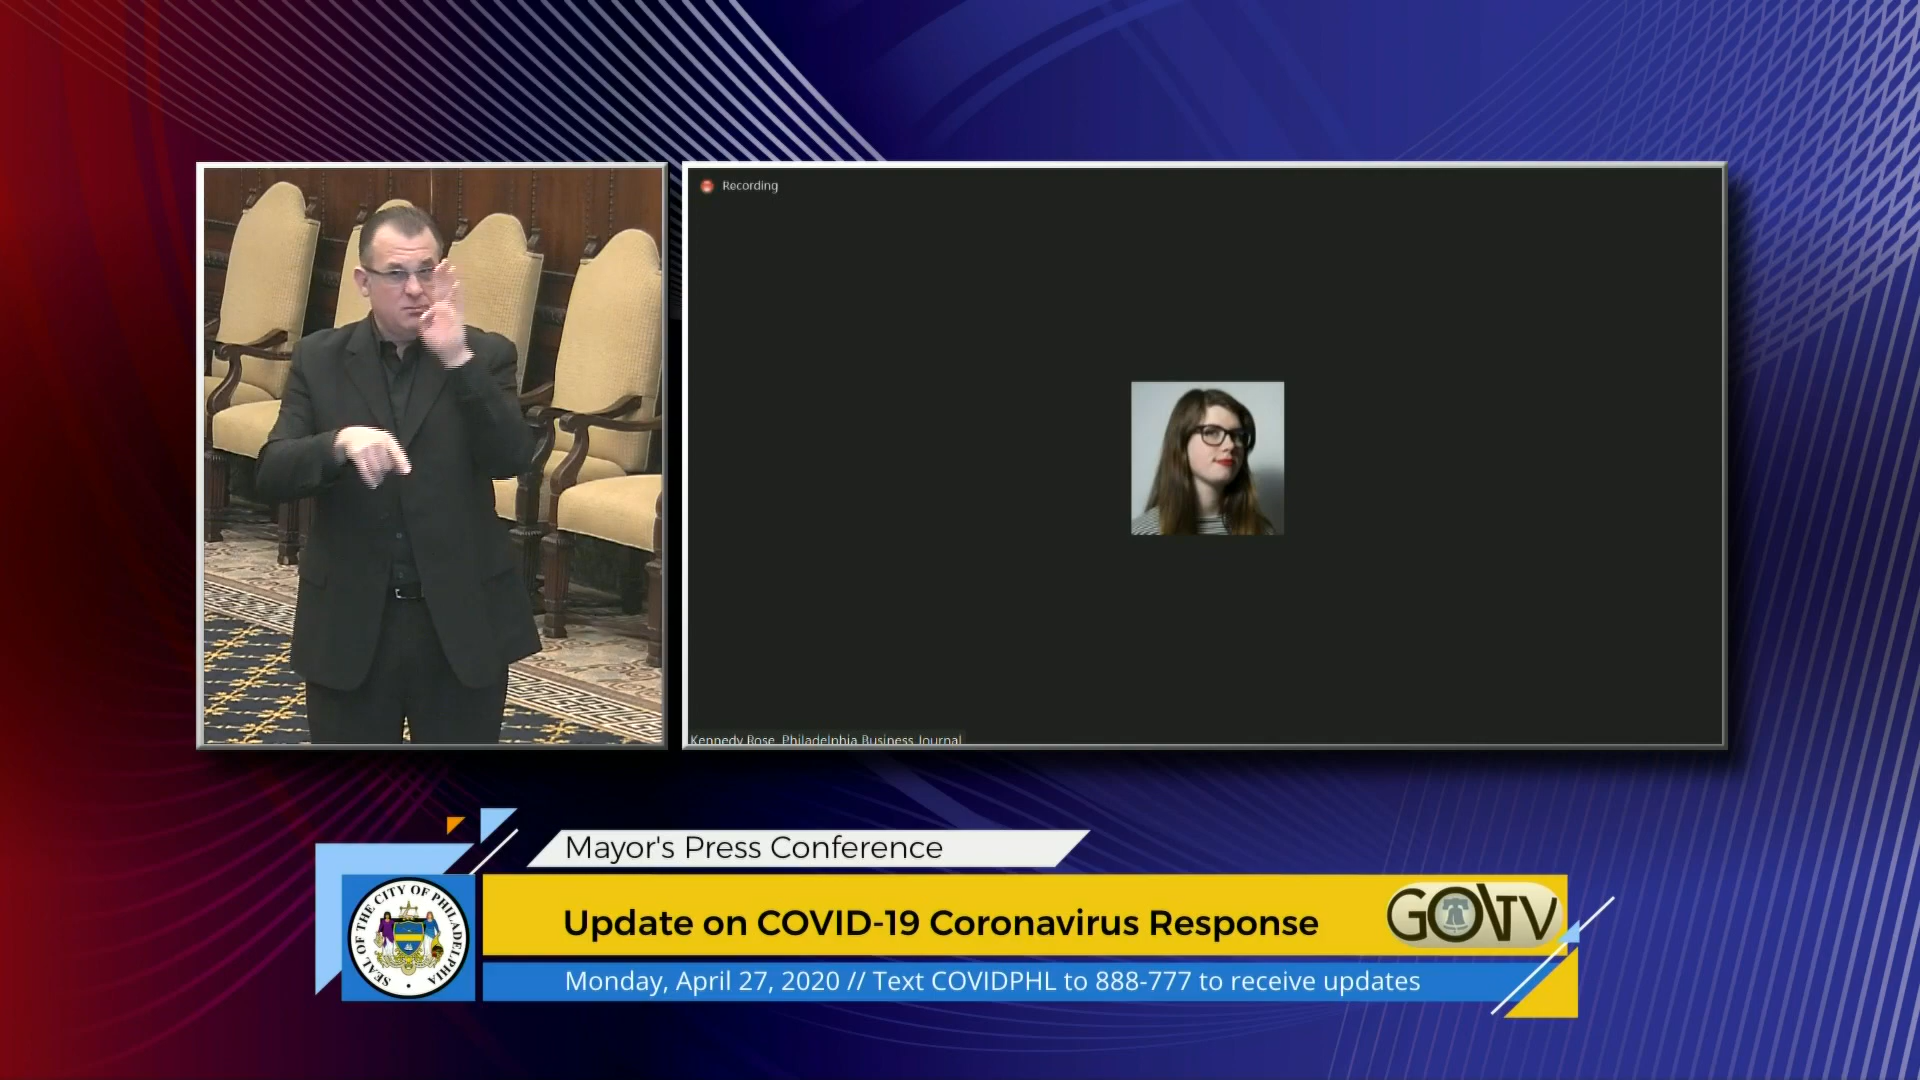 Recording
Kennedy Rose, Philadelphia Business Journal
Mayor's Press Conference
SEAL OF THE CITY OF PHILADELPHIA
Update on COVID-19 Coronavirus Response
GOVTV
Monday, April 27, 2020 // Text COVIDPHL to 888-777 to receive updates